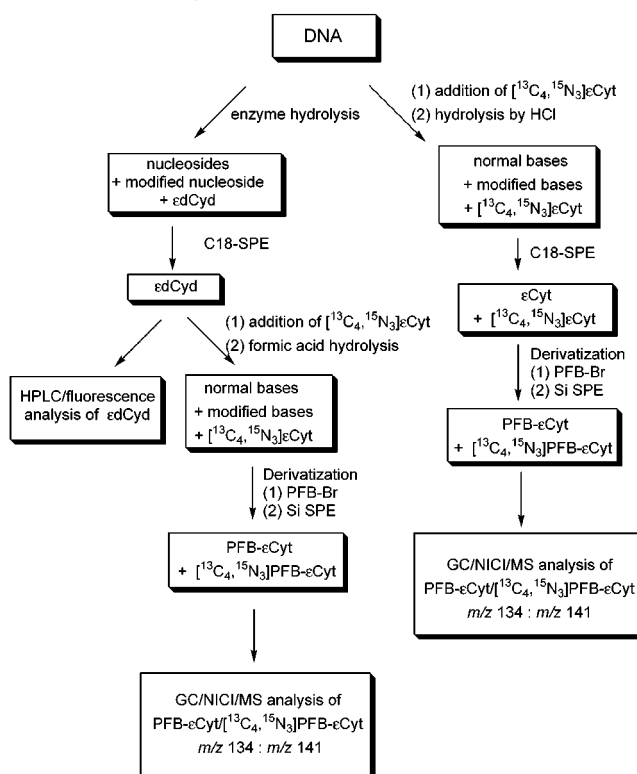 DNA
enzyme hydrolysis
(1) addition of [¹³C₄,¹⁵N₃]εCyt
(2) hydrolysis by HCl
nucleosides
+ modified nucleoside
+ εdCyd
normal bases
+ modified bases
+ [¹³C₄,¹⁵N₃]εCyt
C18-SPE
C18-SPE
εdCyd
εCyt
+ [¹³C₄,¹⁵N₃]εCyt
(1) addition of [¹³C₄,¹⁵N₃]εCyt
(2) formic acid hydrolysis
Derivatization
(1) PFB-Br
(2) Si SPE
HPLC/fluorescence
analysis of εdCyd
normal bases
+ modified bases
+ [¹³C₄,¹⁵N₃]εCyt
PFB-εCyt
+ [¹³C₄,¹⁵N₃]PFB-εCyt
Derivatization
(1) PFB-Br
(2) Si SPE
PFB-εCyt
+ [¹³C₄,¹⁵N₃]PFB-εCyt
GC/NICI/MS analysis of
PFB-εCyt/[¹³C₄,¹⁵N₃]PFB-εCyt
m/z 134 : m/z 141
GC/NICI/MS analysis of
PFB-εCyt/[¹³C₄,¹⁵N₃]PFB-εCyt
m/z 134 : m/z 141